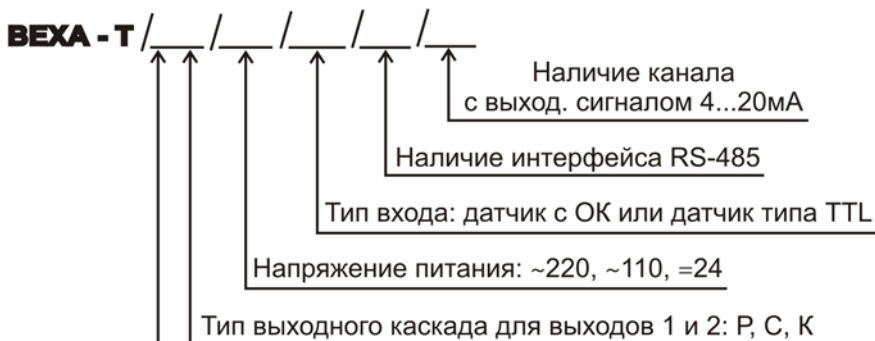 ВЕХА - Т /___/___/___/___/___
Наличие канала
с выход. сигналом 4...20мА
Наличие интерфейса RS-485
Тип входа: датчик с ОК или датчик типа TTL
Напряжение питания: ~220, ~110, =24
Тип выходного каскада для выходов 1 и 2: Р, С, К